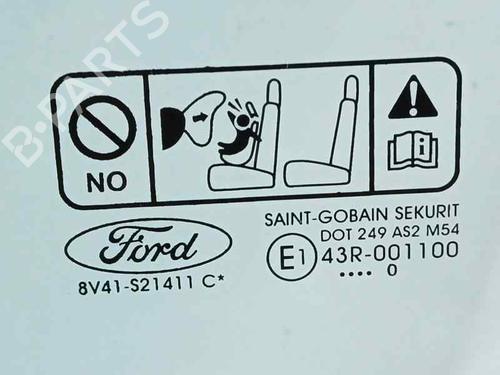 B-PARTS
NO
Ford
8V41-S21411 C*
SAINT-GOBAIN SEKURIT
DOT 249 AS2 M54
E1 43R-001100
.... 0